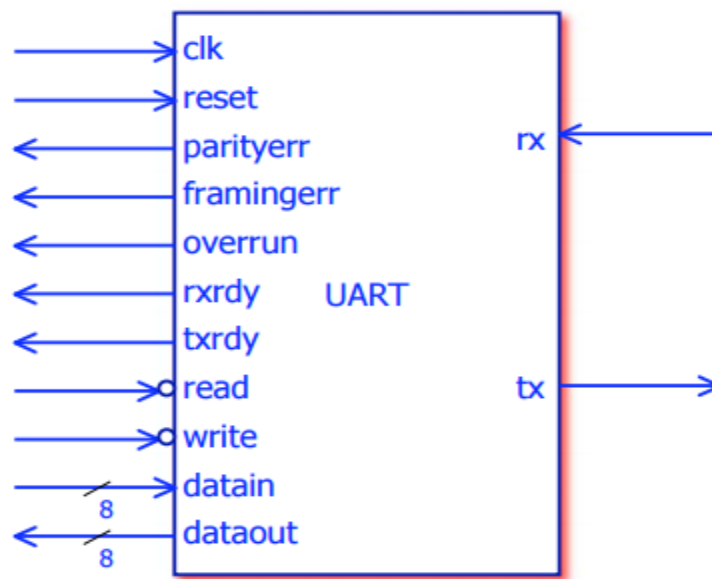 clk
reset
parityerr
framingerr
overrun
rxrdy
txrdy
read
write
datain
8
dataout
8
UART
rx
tx